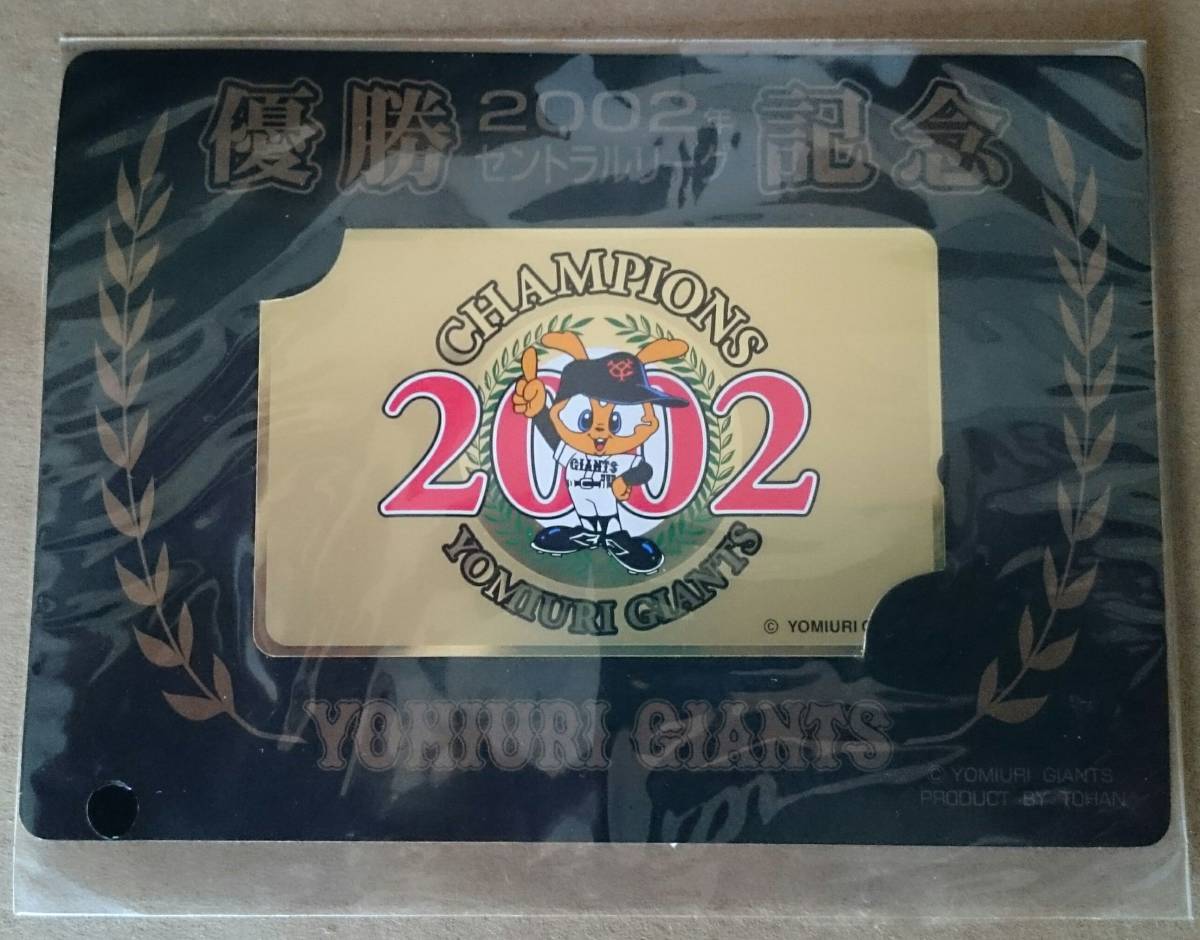 優勝 2002年 記念
セントラルリーグ
CHAMPIONS
2002
GIANTS
YOMIURI GIANTS
© YOMIURI G
YOMIURI GIANTS
© YOMIURI GIANTS
PRODUCT BY TOHAN